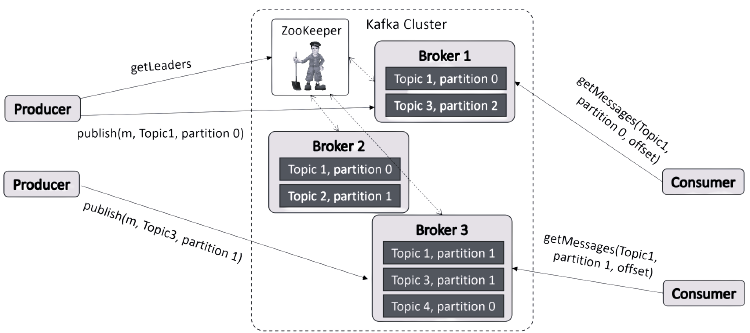 Kafka Cluster
ZooKeeper
Broker 1
Topic 1, partition 0
Topic 3, partition 2
getLeaders
Producer
publish(m, Topic1, partition 0)
getMessages(Topic1,
partition 0, offset)
Broker 2
Topic 1, partition 0
Topic 2, partition 1
Producer
Consumer
publish(m, Topic3, partition 1)
Broker 3
Topic 1, partition 1
Topic 3, partition 1
Topic 4, partition 0
getMessages(Topic1,
partition 1, offset)
Consumer